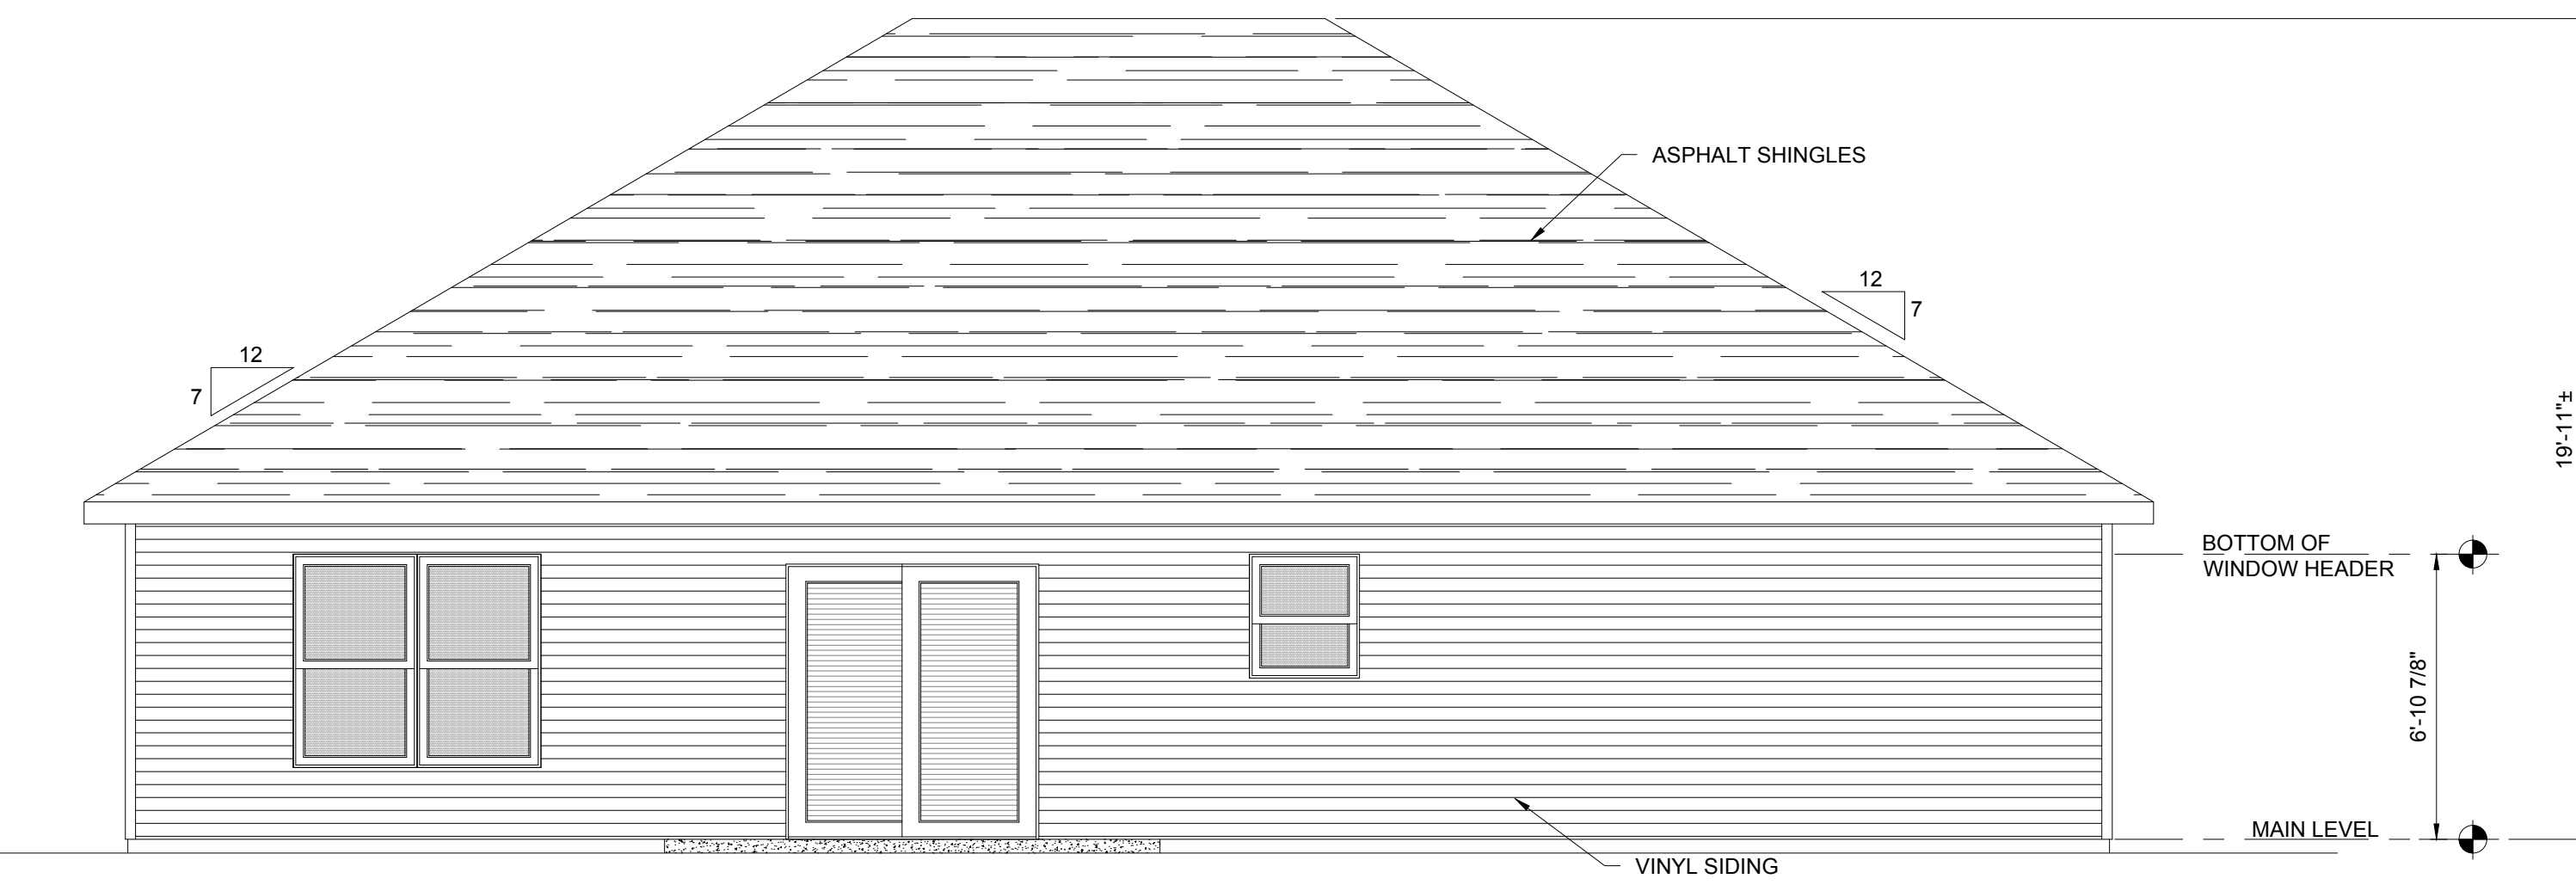 ASPHALT SHINGLES
12
7
12
7
19'-11"±
BOTTOM OF
WINDOW HEADER
6'-10 7/8"
MAIN LEVEL
VINYL SIDING